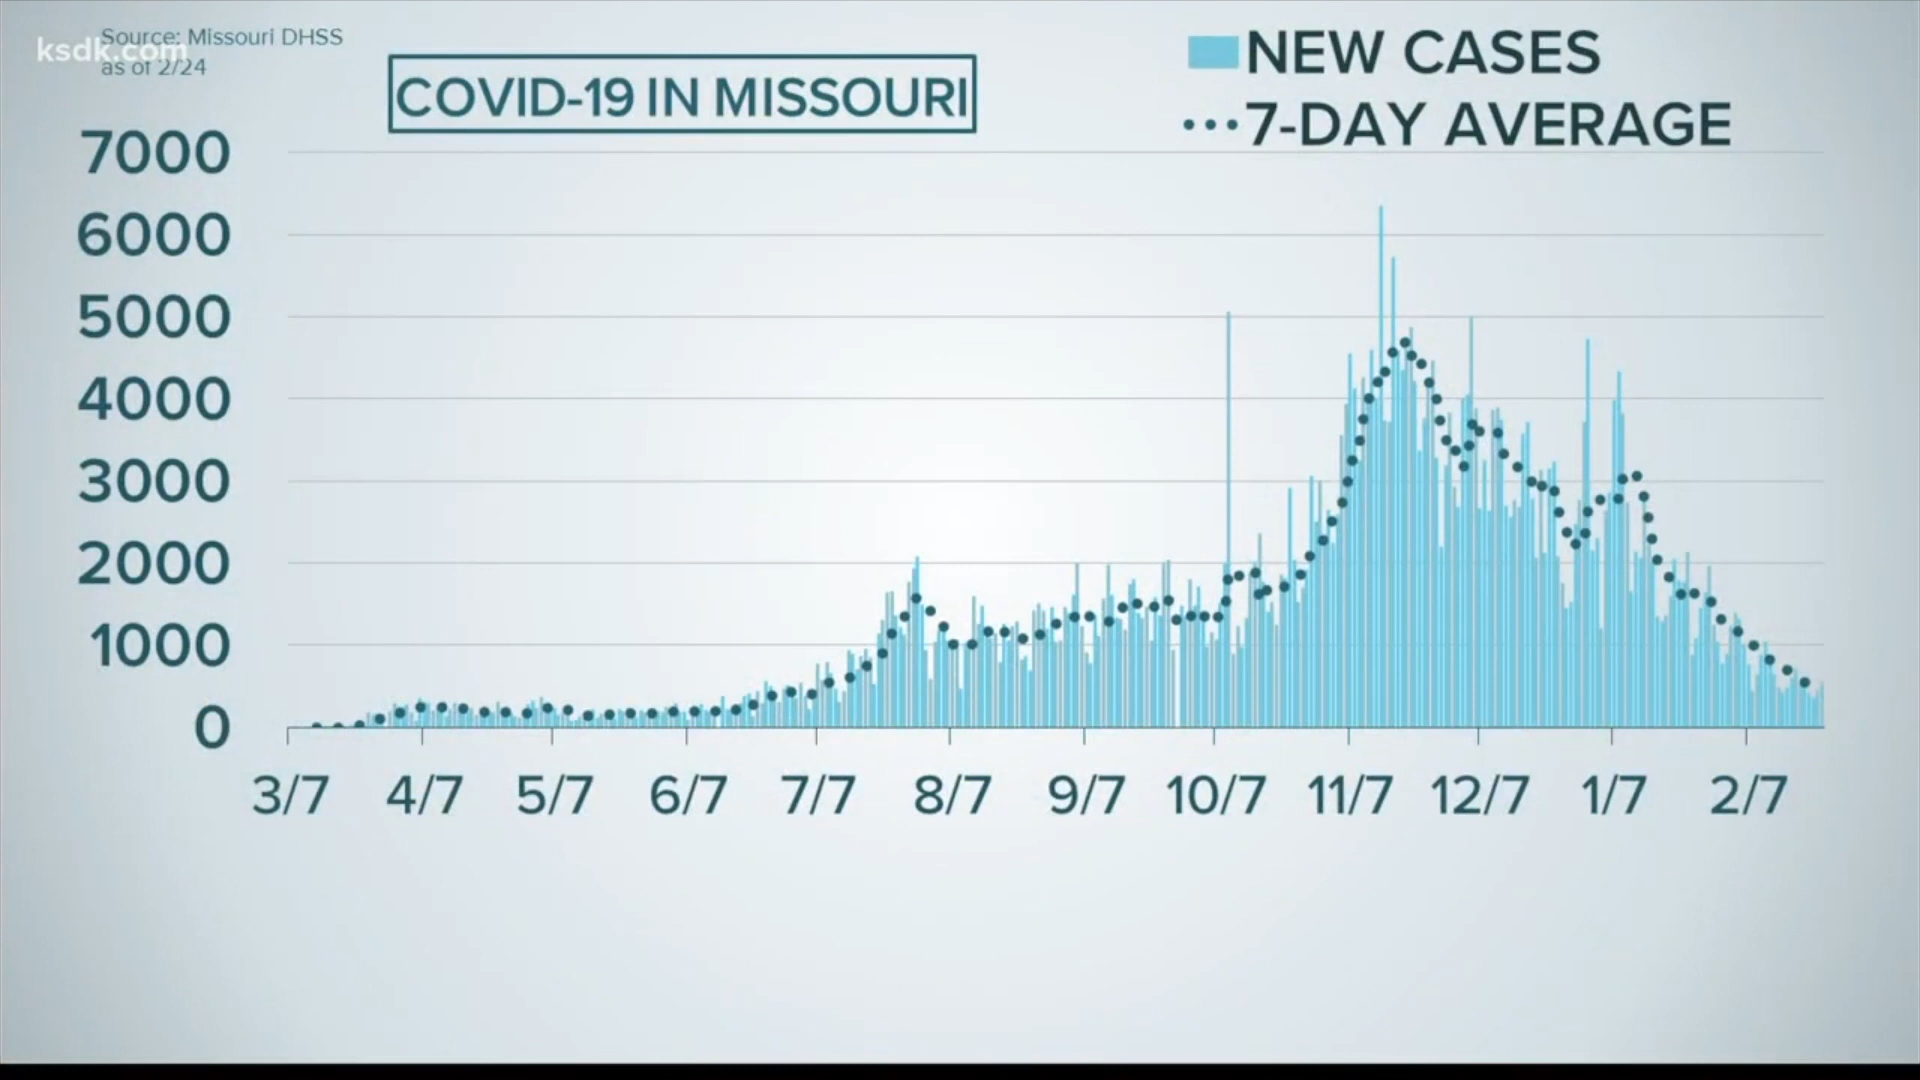 Source: Missouri DHSS
ksdk.com
as of 2/24
COVID-19 IN MISSOURI
NEW CASES
7-DAY AVERAGE
7000
6000
5000
4000
3000
2000
1000
0
3/7 4/7 5/7 6/7 7/7 8/7 9/7 10/7 11/7 12/7 1/7 2/7